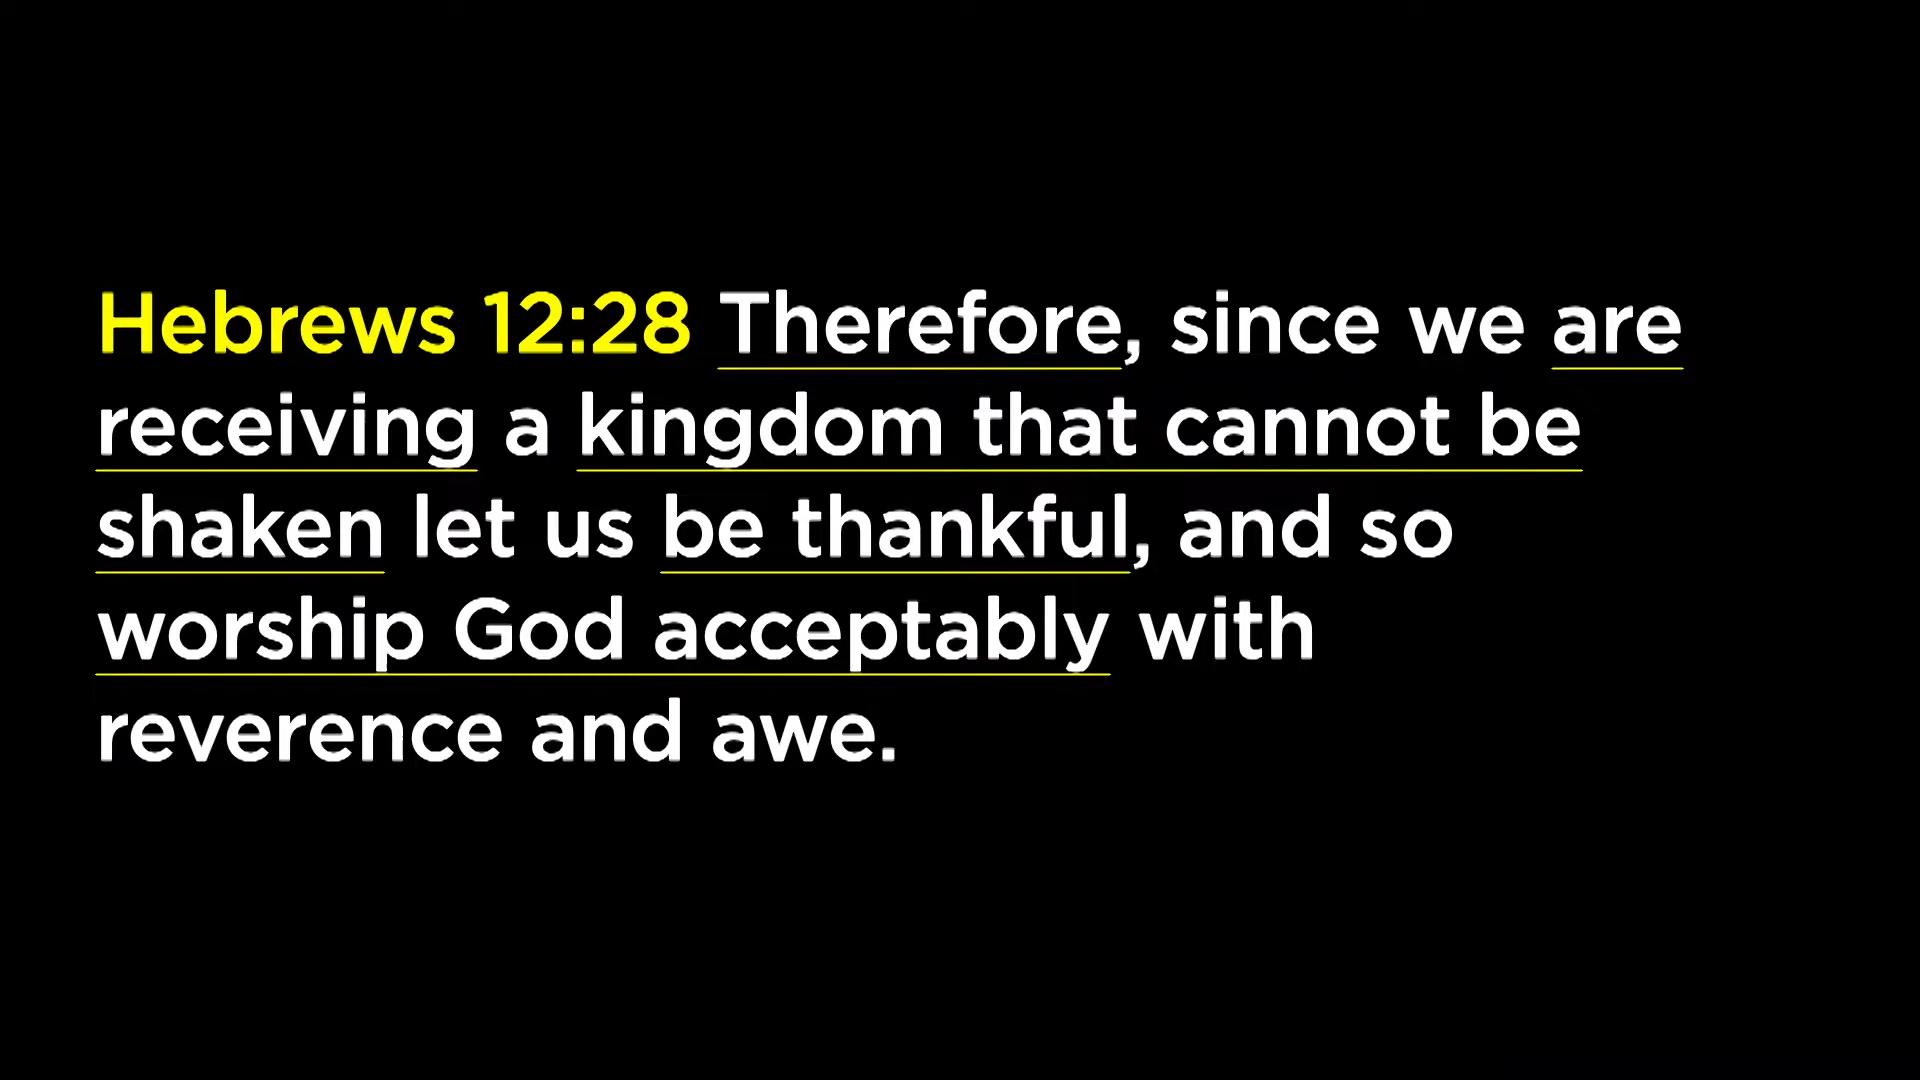 Hebrews 12:28 Therefore, since we are
receiving a kingdom that cannot be
shaken let us be thankful, and so
worship God acceptably with
reverence and awe.